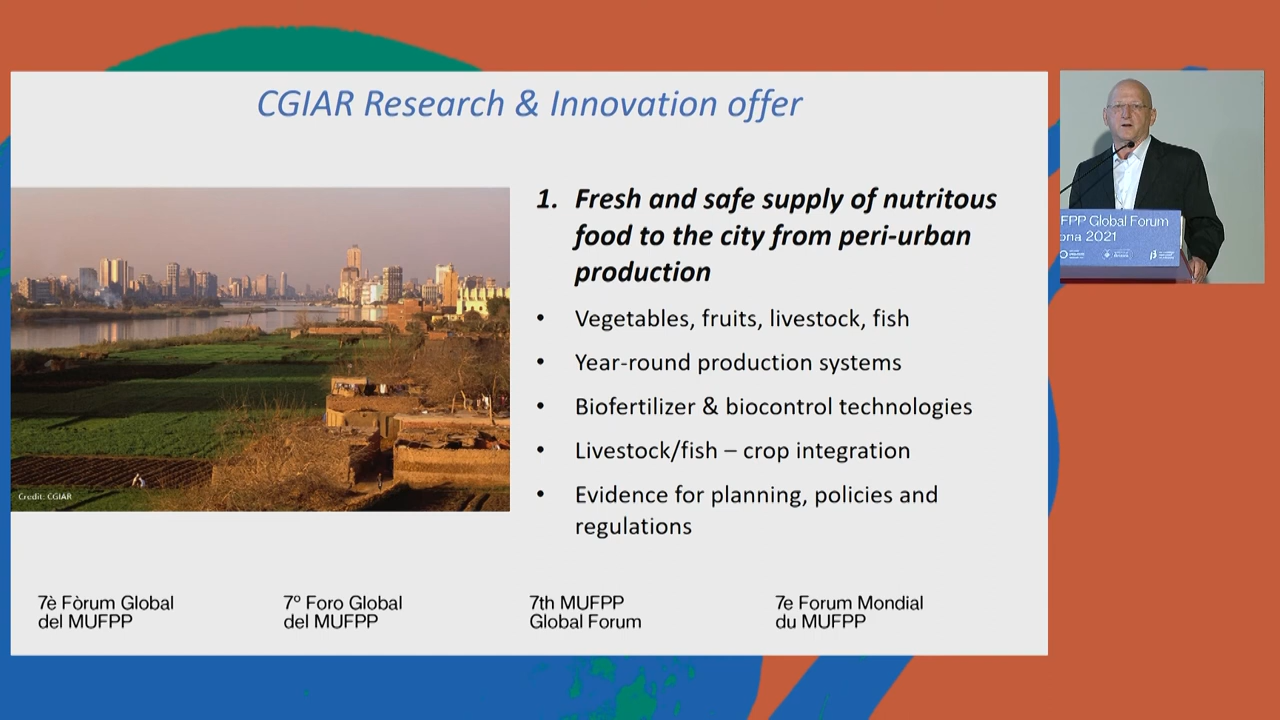 CGIAR Research & Innovation offer
1. Fresh and safe supply of nutritous
food to the city from peri-urban
production
• Vegetables, fruits, livestock, fish
• Year-round production systems
• Biofertilizer & biocontrol technologies
• Livestock/fish – crop integration
• Evidence for planning, policies and
regulations
Credit: CGIAR
7è Fòrum Global
del MUFPP
7º Foro Global
del MUFPP
7th MUFPP
Global Forum
7e Forum Mondial
du MUFPP
FPP Global Forum
ona 2021